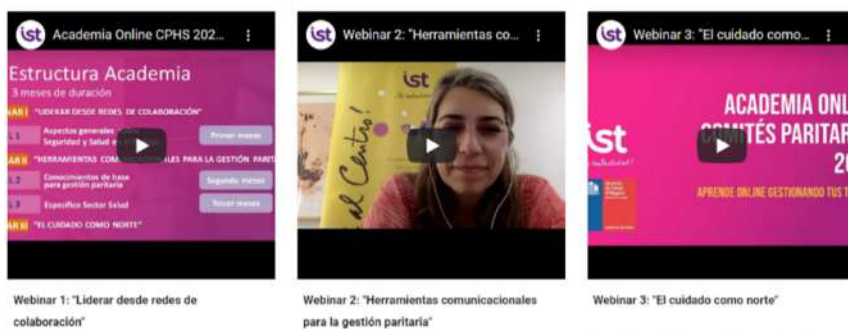 ist Academia Online CPHS 202...
Estructura Academia
3 meses de duración
"LIDERAR DESDE REDES DE COLABORACIÓN"
Aspectos generales
Seguridad y Salud en
Primer meses
"HERRAMIENTAS COMUNICACIONALES PARA LA GESTIÓN PARIT
Conocimientos de base
para gestión paritaria
Segundo meses
Específico Sector Salud
Tercer meses
"EL CUIDADO COMO NORTE"
Webinar 1: "Liderar desde redes de
colaboración"
ist Webinar 2: "Herramientas co...
ist
al Centro!
Webinar 2: "Herramientas comunicacionales
para la gestión paritaria"
ist Webinar 3: "El cuidado como...
ist
ACADEMIA ONL
COMITÉS PARITAR
20
APRENDE ONLINE GESTIONANDO TUS T
Webinar 3: "El cuidado como norte"